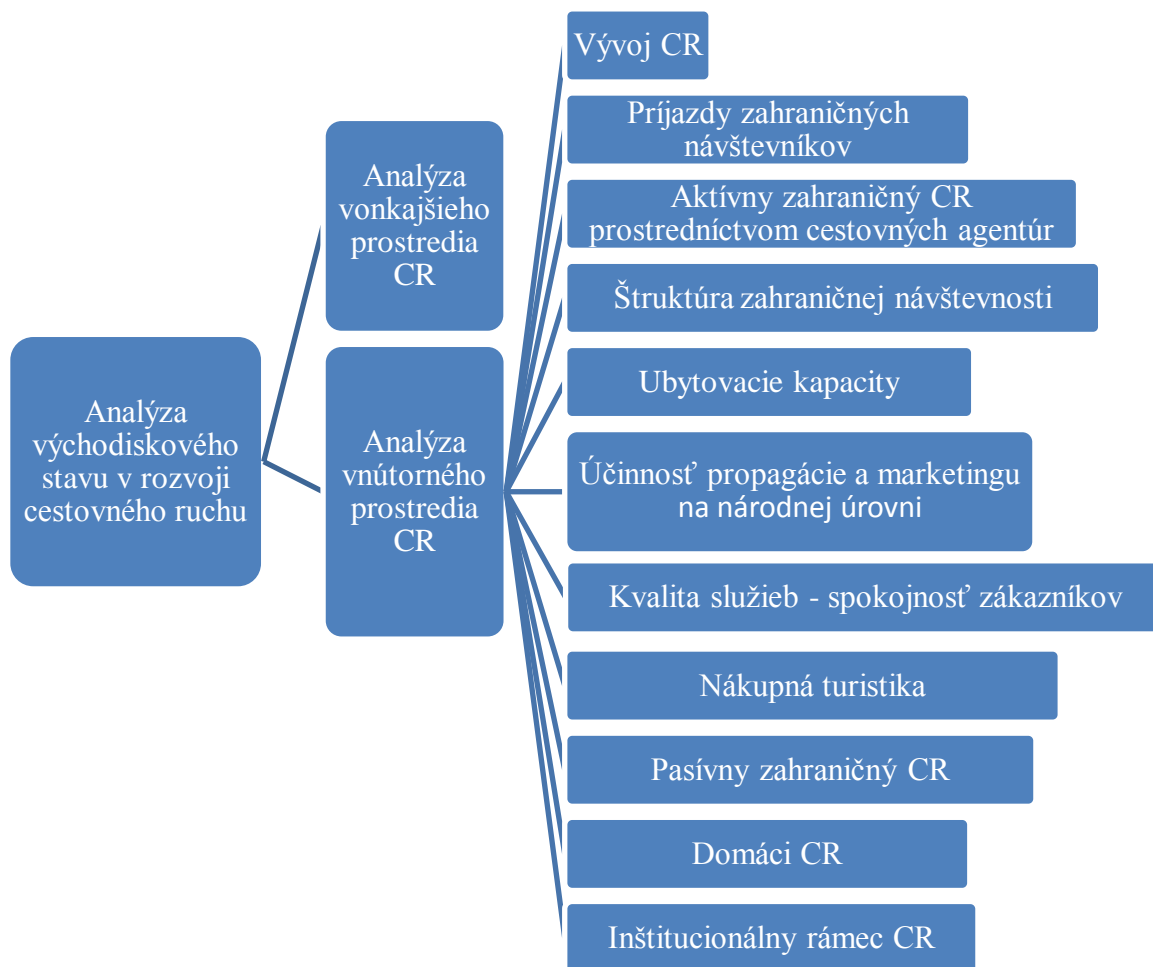 Analýza
východiskového
stavu v rozvoji
cestovného ruchu
Analýza
vonkajšieho
prostredia
CR
Analýza
vnútorného
prostredia
CR
Vývoj CR
Príjazdy zahraničných
návštevníkov
Aktívny zahraničný CR
prostredníctvom cestovných agentúr
Štruktúra zahraničnej návštevnosti
Ubytovacie kapacity
Účinnosť propagácie a marketingu
na národnej úrovni
Kvalita služieb - spokojnosť zákazníkov
Nákupná turistika
Pasívny zahraničný CR
Domáci CR
Inštitucionálny rámec CR